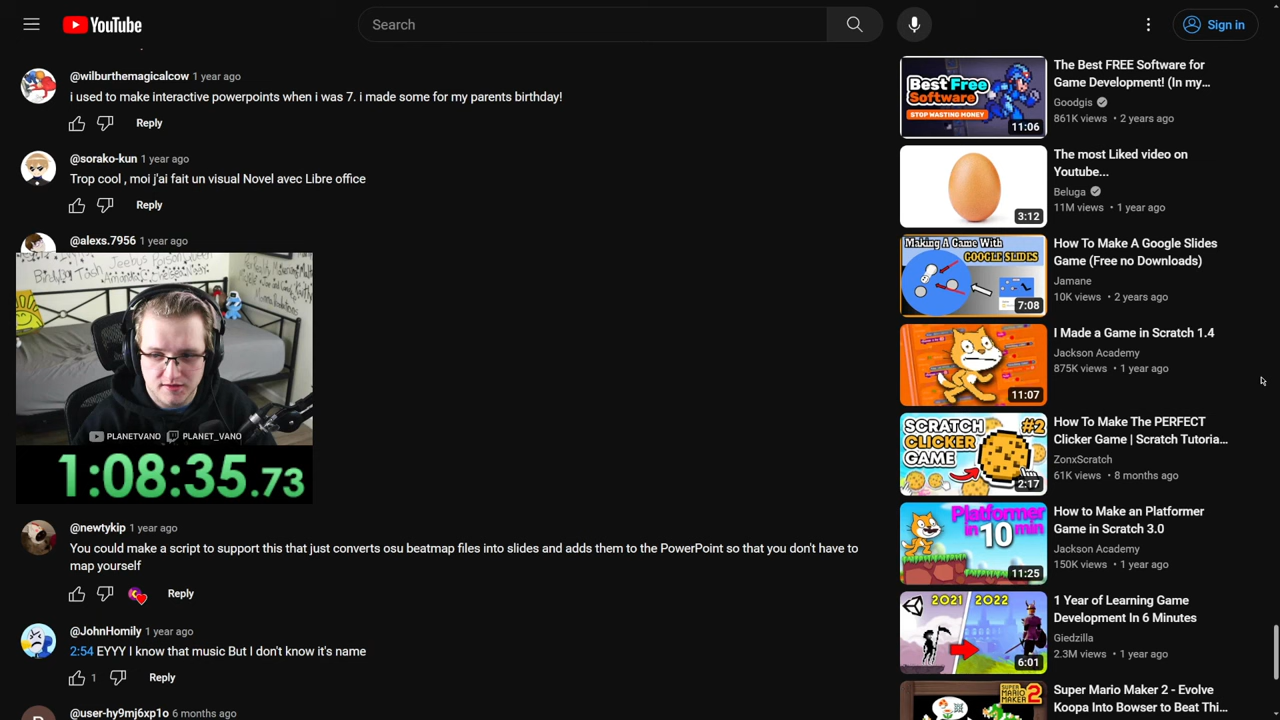 YouTube
Search
Sign in
@wilburthemagicalcow 1 year ago
i used to make interactive powerpoints when i was 7. i made some for my parents birthday!
Reply
@sorako-kun 1 year ago
Trop cool , moi j'ai fait un visual Novel avec Libre office
Reply
@alexs.7956 1 year ago
PLANETVANO PLANET_VANO
1:08:35.73
@newtykip 1 year ago
You could make a script to support this that just converts osu beatmap files into slides and adds them to the PowerPoint so that you don't have to
map yourself
Reply
@JohnHomily 1 year ago
2:54 EYYY I know that music But I don't know it's name
1
Reply
@user-hy9mj6xp1o 6 months ago
Best Free
Software
STOP WASTING MONEY
11:06
The Best FREE Software for
Game Development! (In my...
Goodgis
861K views • 2 years ago
3:12
The most Liked video on
Youtube...
Beluga
11M views • 1 year ago
Making A Game With
GOOGLE SLIDES
7:08
How To Make A Google Slides
Game (Free no Downloads)
Jamane
10K views • 2 years ago
11:07
I Made a Game in Scratch 1.4
Jackson Academy
875K views • 1 year ago
SCRATCH #2
CLICKER
GAME
2:17
How To Make The PERFECT
Clicker Game | Scratch Tutoria...
ZonxScratch
61K views • 8 months ago
Platformer
in 10
min
11:25
How to Make an Platformer
Game in Scratch 3.0
Jackson Academy
150K views • 1 year ago
2021 2022
6:01
1 Year of Learning Game
Development In 6 Minutes
Giedzilla
2.3M views • 1 year ago
SUPER
MARIO
MAKER 2
Super Mario Maker 2 - Evolve
Koopa Into Bowser to Beat Thi...